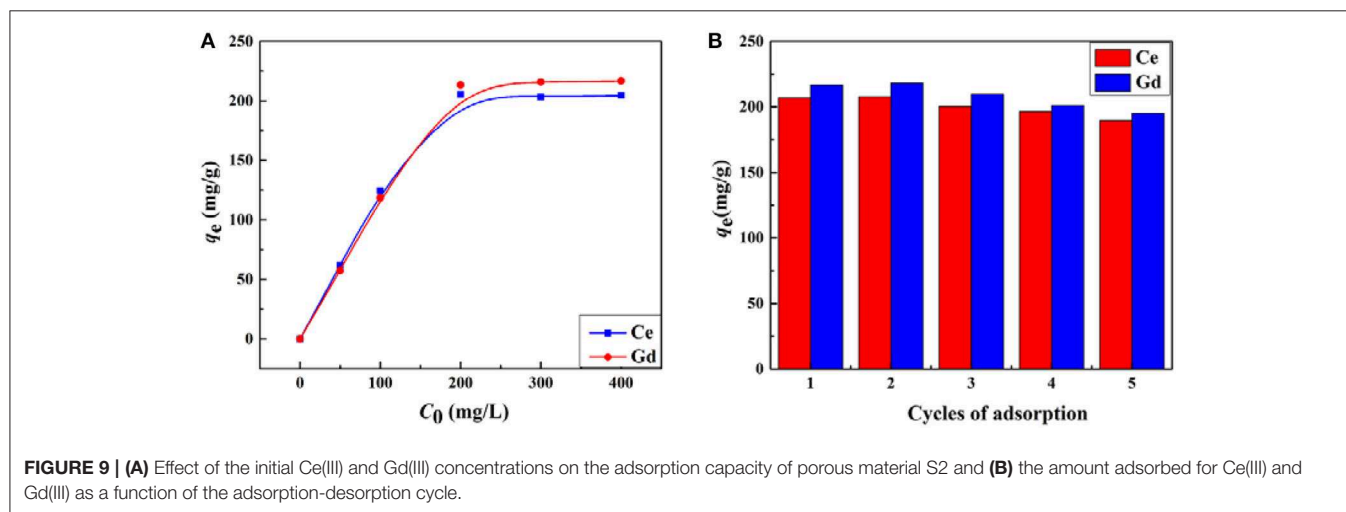 A
250
200
150
100
50
0
qe (mg/g)
0 100 200 300 400
C0 (mg/L)
Ce
Gd
B
250
200
150
100
50
0
qe(mg/g)
1 2 3 4 5
Cycles of adsorption
Ce
Gd
FIGURE 9 | (A) Effect of the initial Ce(III) and Gd(III) concentrations on the adsorption capacity of porous material S2 and (B) the amount adsorbed for Ce(III) and
Gd(III) as a function of the adsorption-desorption cycle.